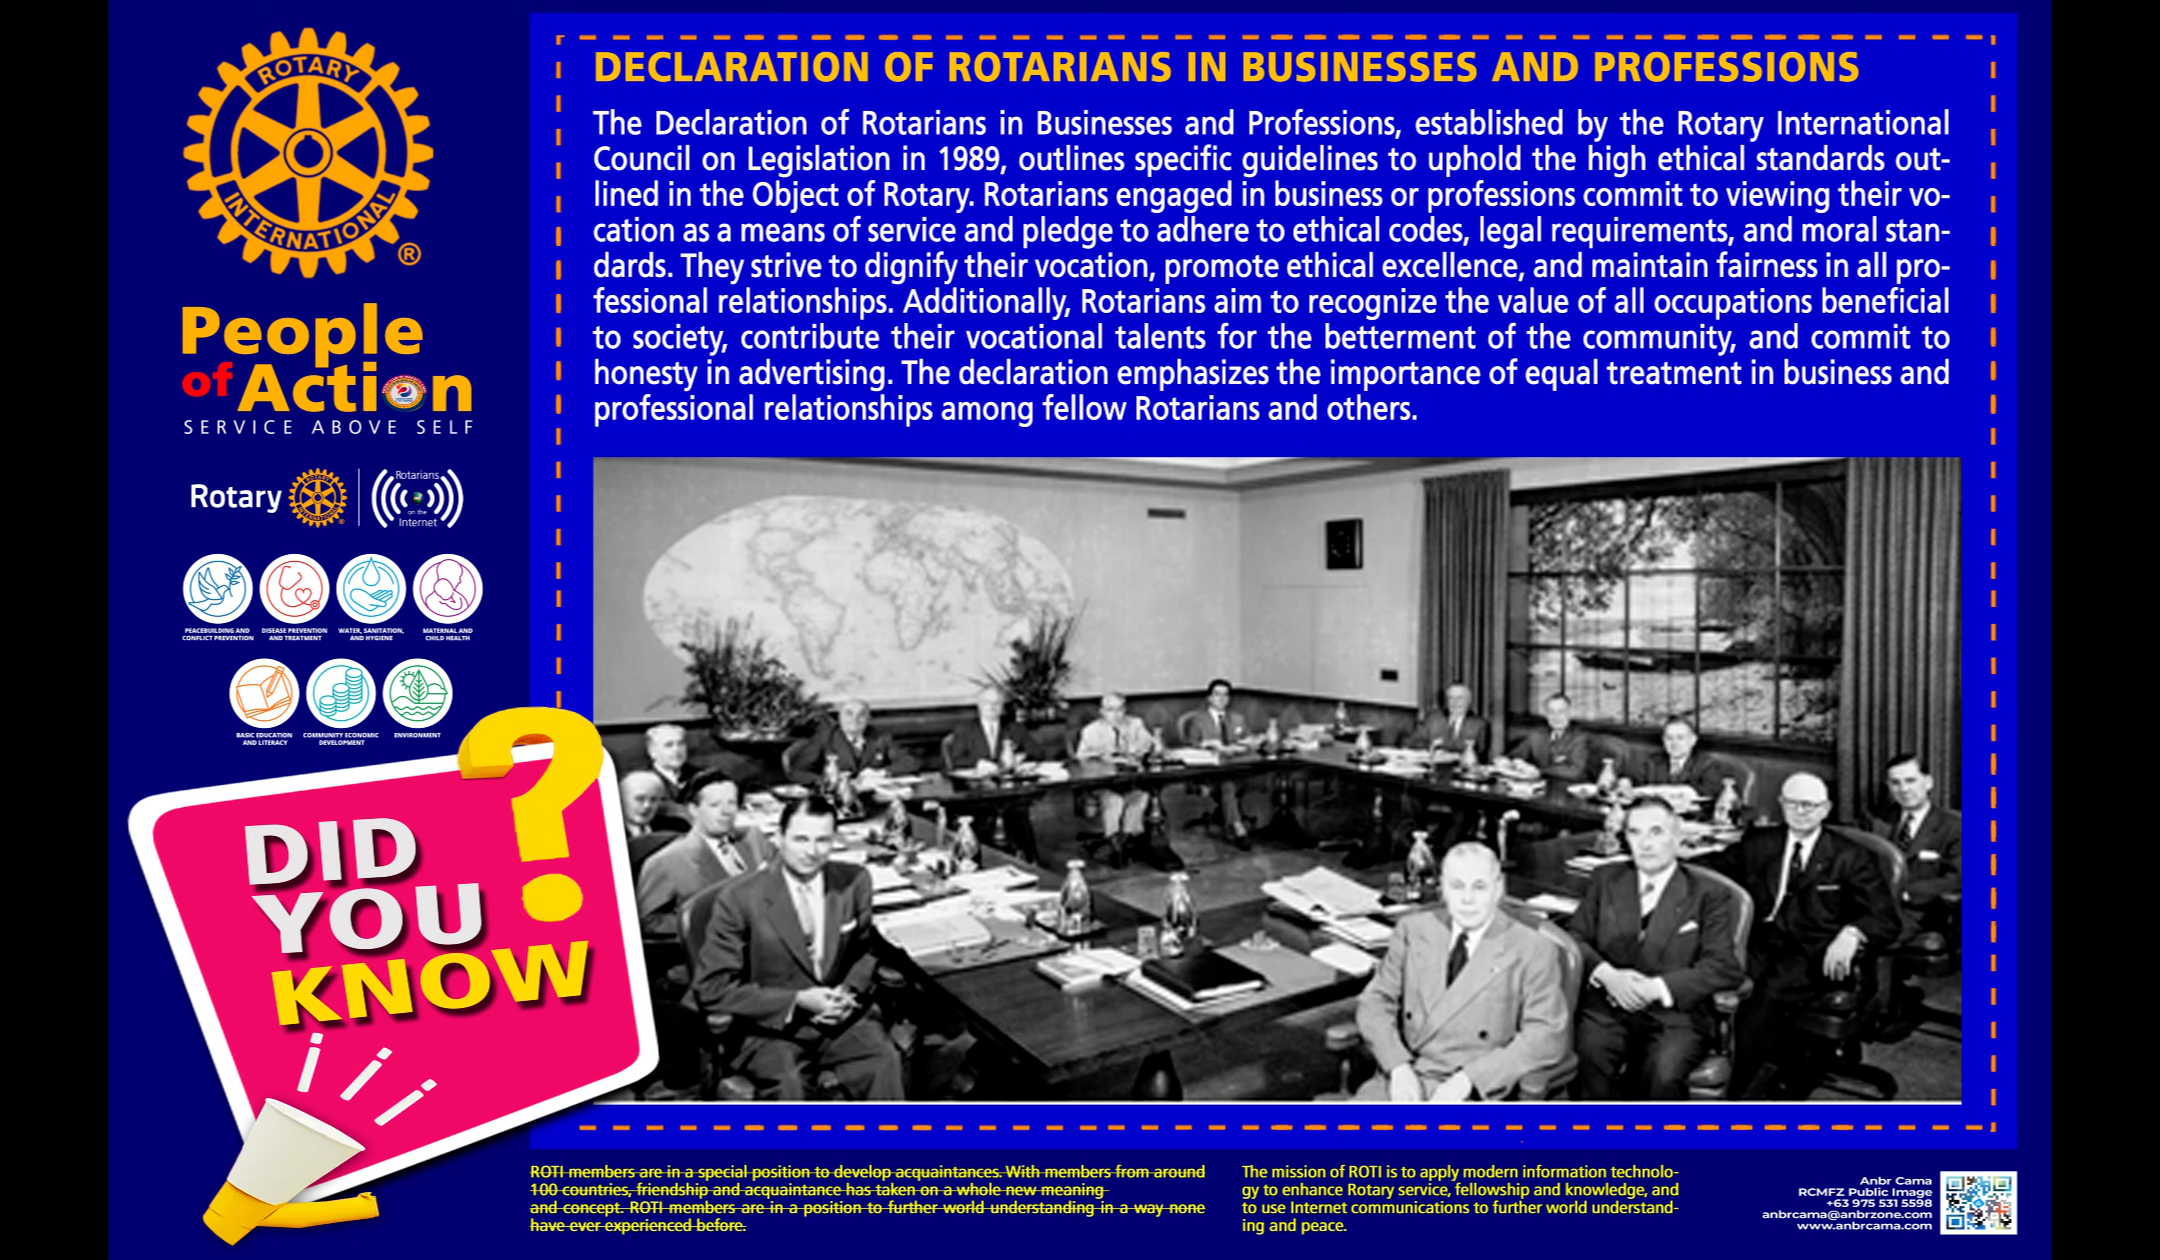 ROTARY
INTERNATIONAL
®
People
of Action
SERVICE ABOVE SELF
Rotary
ROTARY
INTERNATIONAL
Rotarians
on the
Internet
PEACEBUILDING AND
CONFLICT PREVENTION
DISEASE PREVENTION
AND TREATMENT
WATER, SANITATION,
AND HYGIENE
MATERNAL AND
CHILD HEALTH
BASIC EDUCATION
AND LITERACY
COMMUNITY ECONOMIC
DEVELOPMENT
ENVIRONMENT
DID
YOU
KNOW
?
DECLARATION OF ROTARIANS IN BUSINESSES AND PROFESSIONS
The Declaration of Rotarians in Businesses and Professions, established by the Rotary International
Council on Legislation in 1989, outlines specific guidelines to uphold the high ethical standards out-
lined in the Object of Rotary. Rotarians engaged in business or professions commit to viewing their vo-
cation as a means of service and pledge to adhere to ethical codes, legal requirements, and moral stan-
dards. They strive to dignify their vocation, promote ethical excellence, and maintain fairness in all pro-
fessional relationships. Additionally, Rotarians aim to recognize the value of all occupations beneficial
to society, contribute their vocational talents for the betterment of the community, and commit to
honesty in advertising. The declaration emphasizes the importance of equal treatment in business and
professional relationships among fellow Rotarians and others.
ROTI members are in a special position to develop acquaintances. With members from around
100 countries, friendship and acquaintance has taken on a whole new meaning
and concept. ROTI members are in a position to further world understanding in a way none
have ever experienced before.
The mission of ROTI is to apply modern information technolo-
gy to enhance Rotary service, fellowship and knowledge, and
to use Internet communications to further world understand-
ing and peace.
Anbr Cama
RCMFZ Public Image
+63 975 531 5598
anbrcama@anbrzone.com
www.anbrcama.com